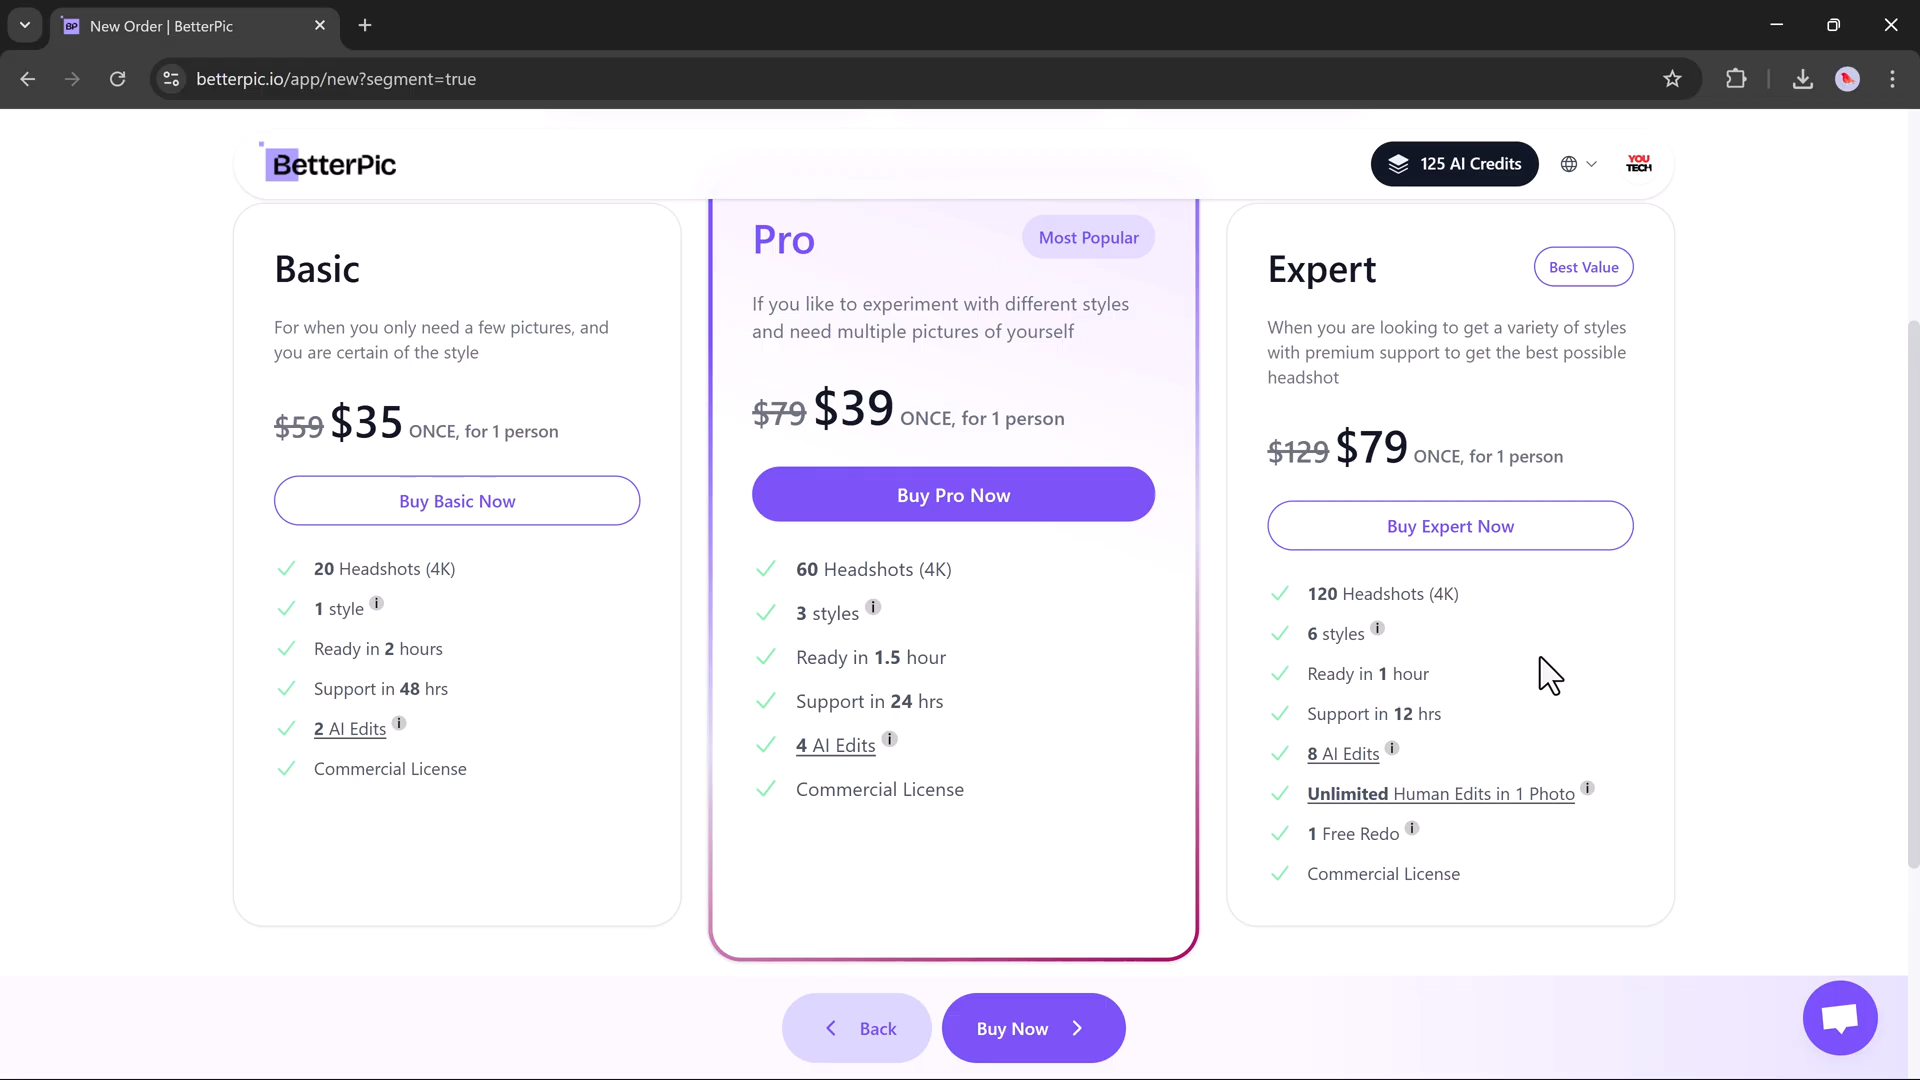 New Order | BetterPic
betterpic.io/app/new?segment=true
BetterPic
125 AI Credits
YOU
TECH
Basic
For when you only need a few pictures, and
you are certain of the style
$59 $35 ONCE, for 1 person
Buy Basic Now
20 Headshots (4K)
1 style
Ready in 2 hours
Support in 48 hrs
2 AI Edits
Commercial License
Pro
Most Popular
If you like to experiment with different styles
and need multiple pictures of yourself
$79 $39 ONCE, for 1 person
Buy Pro Now
60 Headshots (4K)
3 styles
Ready in 1.5 hour
Support in 24 hrs
4 AI Edits
Commercial License
Expert
Best Value
When you are looking to get a variety of styles
with premium support to get the best possible
headshot
$129 $79 ONCE, for 1 person
Buy Expert Now
120 Headshots (4K)
6 styles
Ready in 1 hour
Support in 12 hrs
8 AI Edits
Unlimited Human Edits in 1 Photo
1 Free Redo
Commercial License
Back
Buy Now